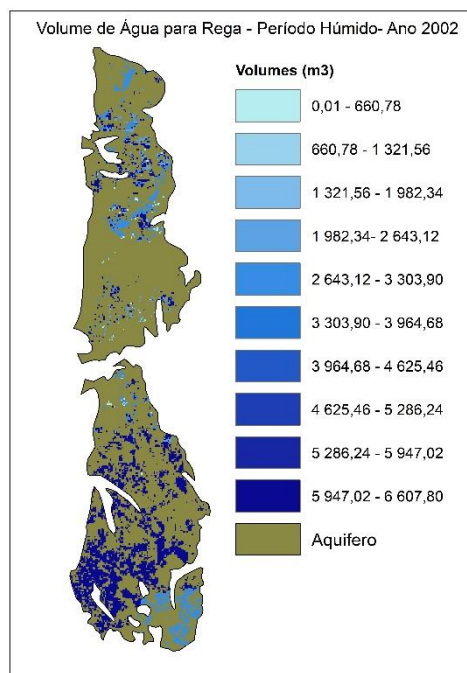 Volume de Água para Rega - Período Húmido- Ano 2002
Volumes (m3)
0,01 - 660,78
660,78 - 1 321,56
1 321,56 - 1 982,34
1 982,34- 2 643,12
2 643,12 - 3 303,90
3 303,90 - 3 964,68
3 964,68 - 4 625,46
4 625,46 - 5 286,24
5 286,24 - 5 947,02
5 947,02 - 6 607,80
Aquifero